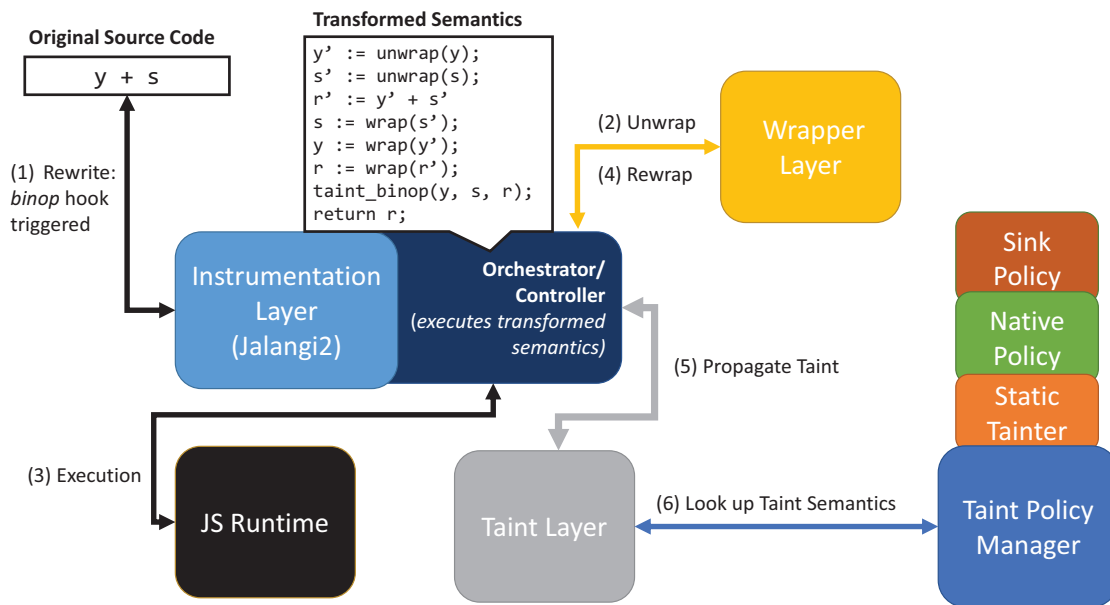 Original Source Code
y + s
Transformed Semantics
y’ := unwrap(y);
s’ := unwrap(s);
r’ := y’ + s’
s := wrap(s’);
y := wrap(y’);
r := wrap(r’);
taint_binop(y, s, r);
return r;
(1) Rewrite:
binop hook
triggered
(2) Unwrap
(4) Rewrap
Wrapper
Layer
Instrumentation
Layer
(Jalangi2)
Orchestrator/
Controller
(executes transformed
semantics)
Sink
Policy
Native
Policy
Static
Tainter
(5) Propagate Taint
(3) Execution
JS Runtime
Taint Layer
(6) Look up Taint Semantics
Taint Policy
Manager